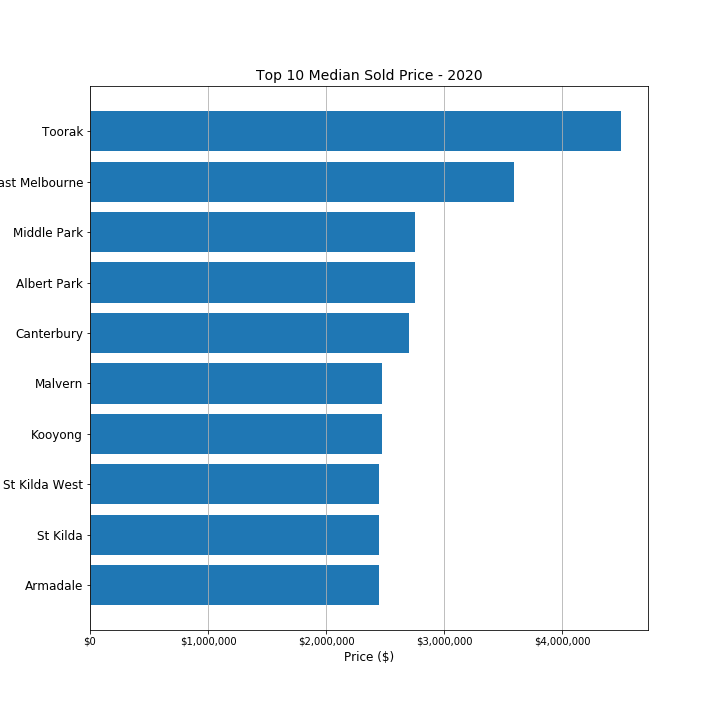 Top 10 Median Sold Price - 2020
Toorak
ast Melbourne
Middle Park
Albert Park
Canterbury
Malvern
Kooyong
St Kilda West
St Kilda
Armadale
$0 $1,000,000 $2,000,000 $3,000,000 $4,000,000
Price ($)